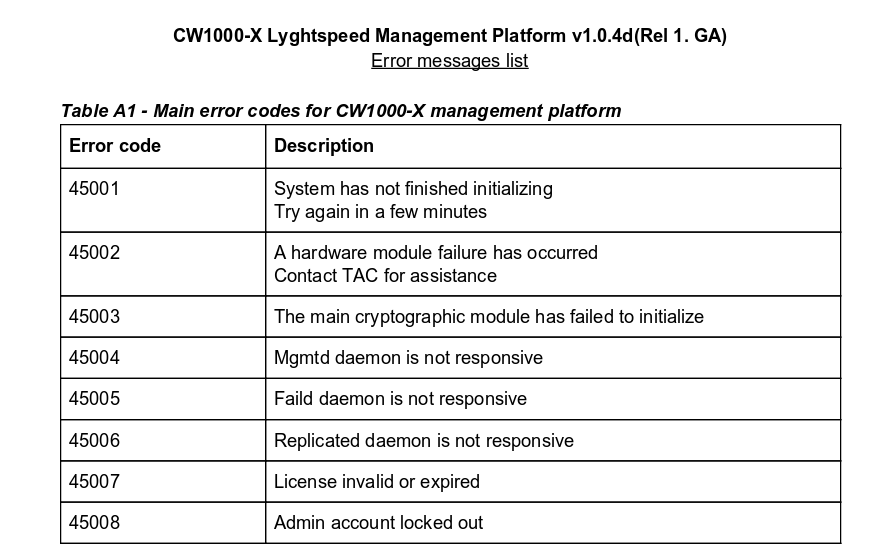 CW1000-X Lyghtspeed Management Platform v1.0.4d(Rel 1. GA)
Error messages list
Table A1 - Main error codes for CW1000-X management platform
Error code Description
45001 System has not finished initializing
Try again in a few minutes
45002 A hardware module failure has occurred
Contact TAC for assistance
45003 The main cryptographic module has failed to initialize
45004 Mgmtd daemon is not responsive
45005 Faild daemon is not responsive
45006 Replicated daemon is not responsive
45007 License invalid or expired
45008 Admin account locked out